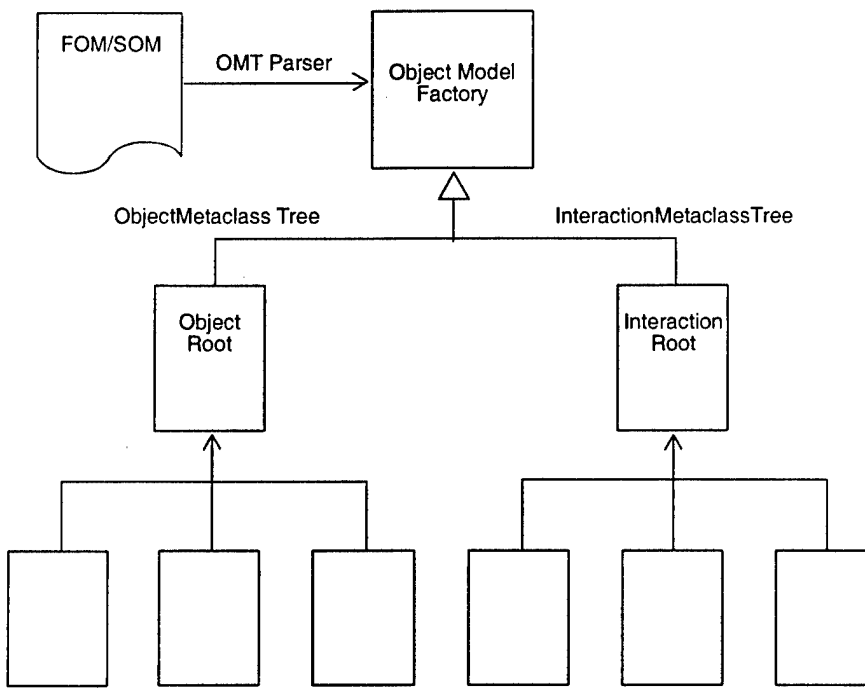 FOM/SOM
OMT Parser
Object Model
Factory
ObjectMetaclass Tree
InteractionMetaclassTree
Object
Root
Interaction
Root